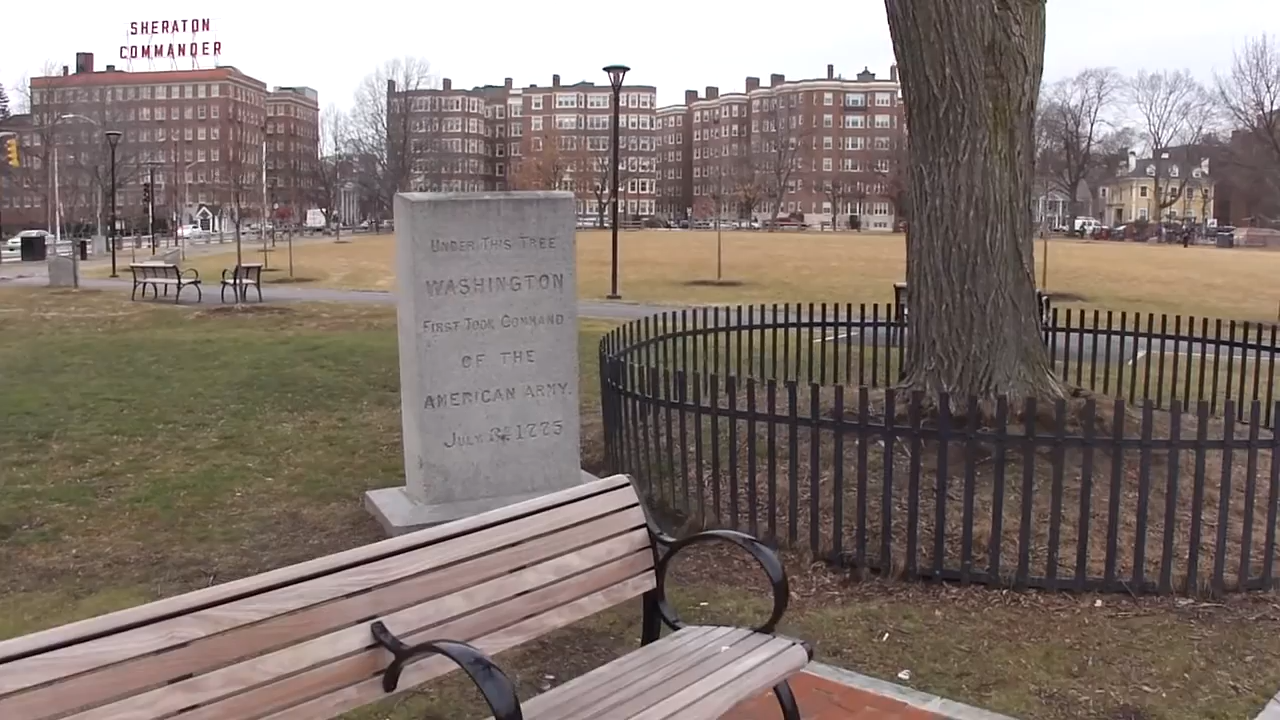 SHERATON
COMMANDER
UNDER THIS TREE
WASHINGTON
FIRST TOOK COMMAND
OF THE
AMERICAN ARMY.
JULY 3D. 1775